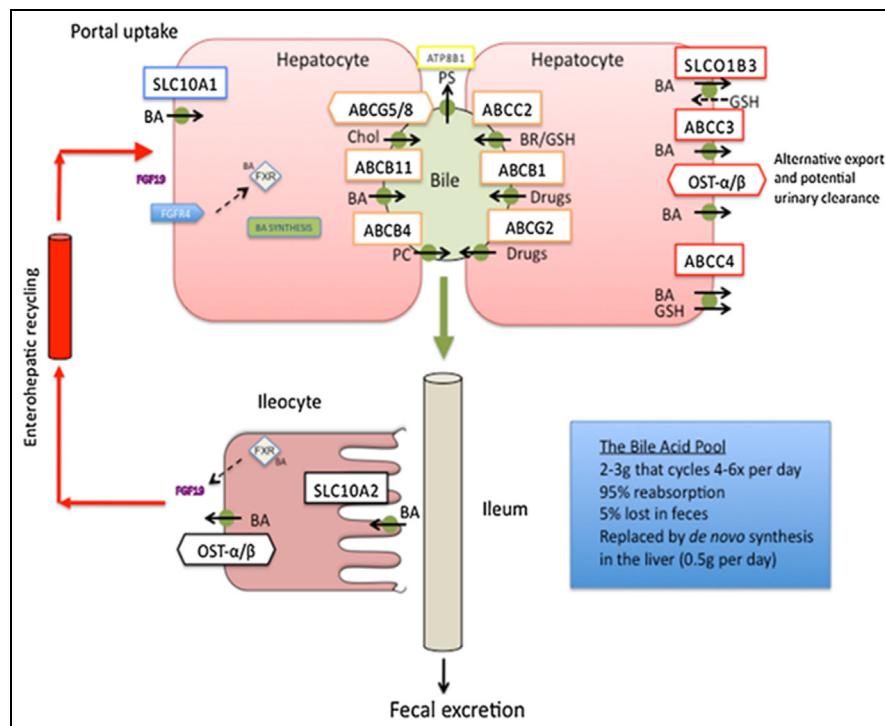 Portal uptake
Hepatocyte
ATP8B1
PS
Hepatocyte
SLC10A1
BA
ABCG5/8
Chol
ABCC2
BR/GSH
SLCO1B3
BA
GSH
ABCC3
BA
FGF19
BA
FXR
FGFR4
BA SYNTHESIS
ABCB11
BA
Bile
ABCB1
Drugs
OST-α/β
BA
Alternative export
and potential
urinary clearance
ABCB4
PC
ABCG2
Drugs
ABCC4
BA
GSH
Enterohepatic recycling
Ileocyte
FXR
BA
FGF19
SLC10A2
BA
BA
OST-α/β
Ileum
The Bile Acid Pool
2-3g that cycles 4-6x per day
95% reabsorption
5% lost in feces
Replaced by de novo synthesis
in the liver (0.5g per day)
Fecal excretion